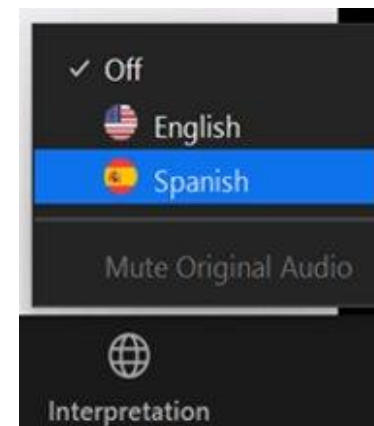 Off
English
Spanish
Mute Original Audio
Interpretation